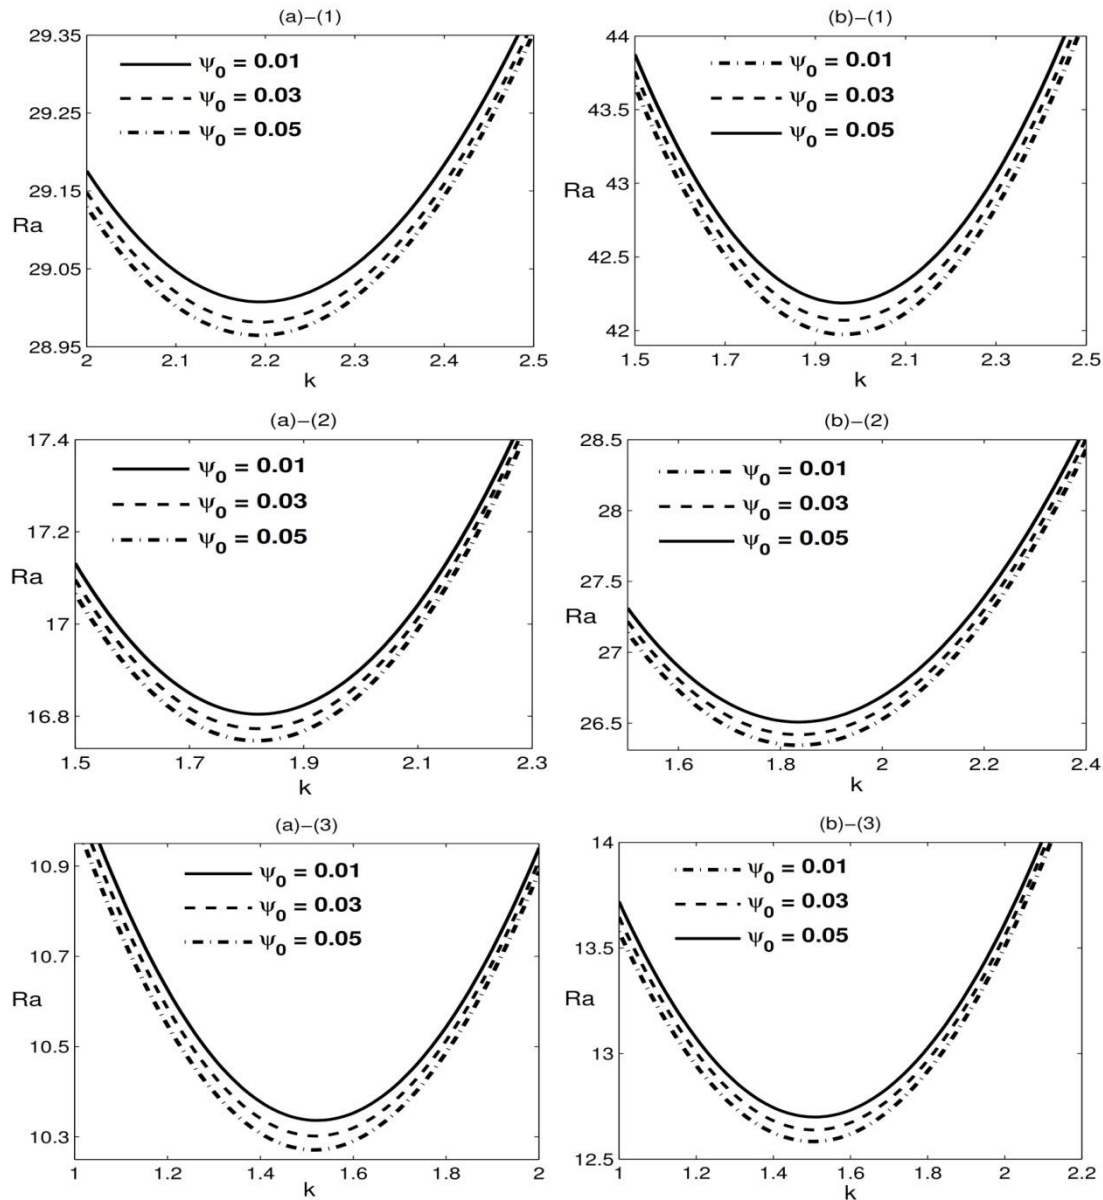 (a)−(1)
29.35
29.25
29.15
Ra
29.05
28.95
2 2.1 2.2 2.3 2.4 2.5
k
ψ0 = 0.01
ψ0 = 0.03
ψ0 = 0.05
(b)−(1)
44
43.5
43
Ra
42.5
42
1.5 1.7 1.9 2.1 2.3 2.5
k
ψ0 = 0.01
ψ0 = 0.03
ψ0 = 0.05
(a)−(2)
17.4
17.2
Ra
17
16.8
1.5 1.7 1.9 2.1 2.3
k
ψ0 = 0.01
ψ0 = 0.03
ψ0 = 0.05
(b)−(2)
28.5
28
27.5
Ra
27
26.5
1.6 1.8 2 2.2 2.4
k
ψ0 = 0.01
ψ0 = 0.03
ψ0 = 0.05
(a)−(3)
10.9
10.7
Ra
10.5
10.3
1 1.2 1.4 1.6 1.8 2
k
ψ0 = 0.01
ψ0 = 0.03
ψ0 = 0.05
(b)−(3)
14
13.5
Ra
13
12.5
1 1.2 1.4 1.6 1.8 2 2.2
k
ψ0 = 0.01
ψ0 = 0.03
ψ0 = 0.05